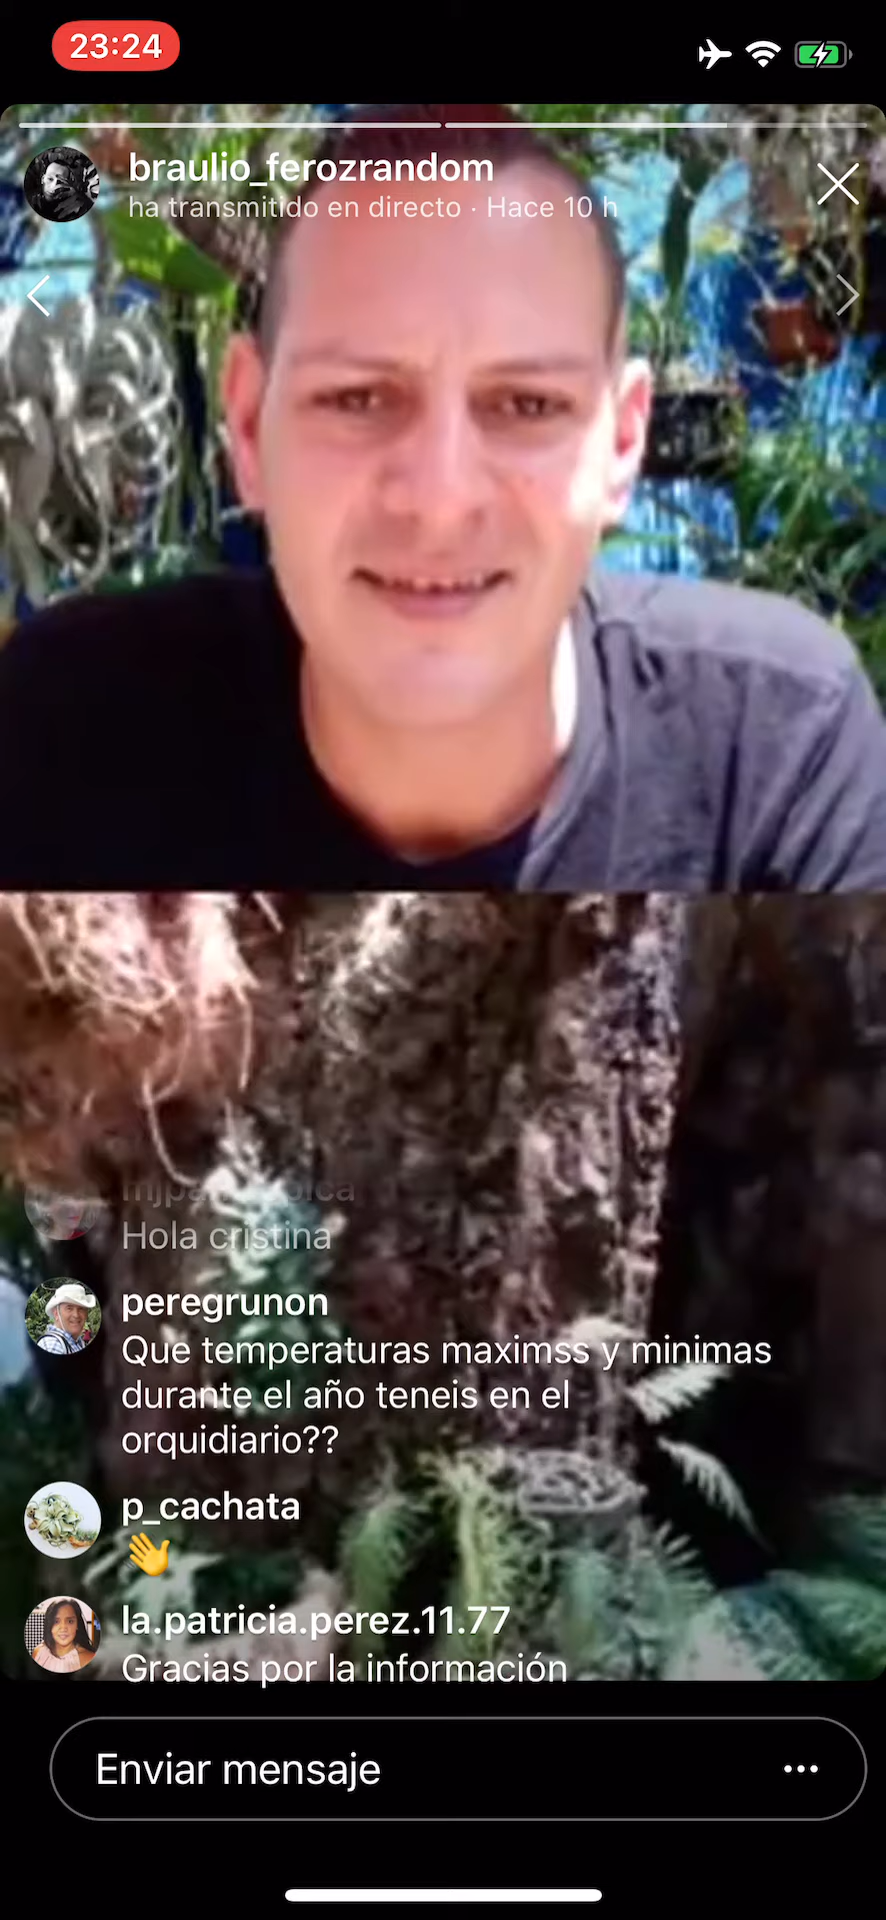 23:24
braulio_ferozrandom
ha transmitido en directo · Hace 10 h
Hola cristina
peregrunon
Que temperaturas maximss y minimas
durante el año teneis en el
orquidiario??
p_cachata
👋
la.patricia.perez.11.77
Gracias por la información
Enviar mensaje